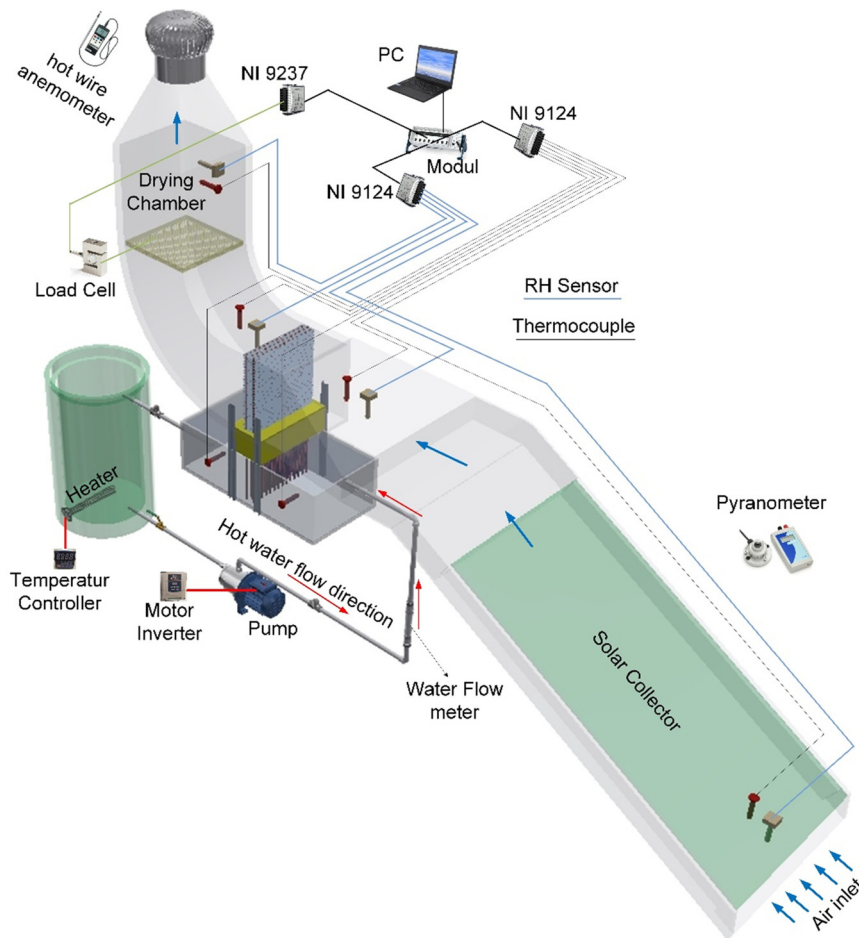 hot wire
anemometer
NI 9237
PC
NI 9124
Modul
NI 9124
Drying
Chamber
Load Cell
RH Sensor
Thermocouple
Heater
Temperatur
Controller
Motor
Inverter
Pump
Hot water flow direction
Water Flow
meter
Pyranometer
Solar Collector
Air inlet